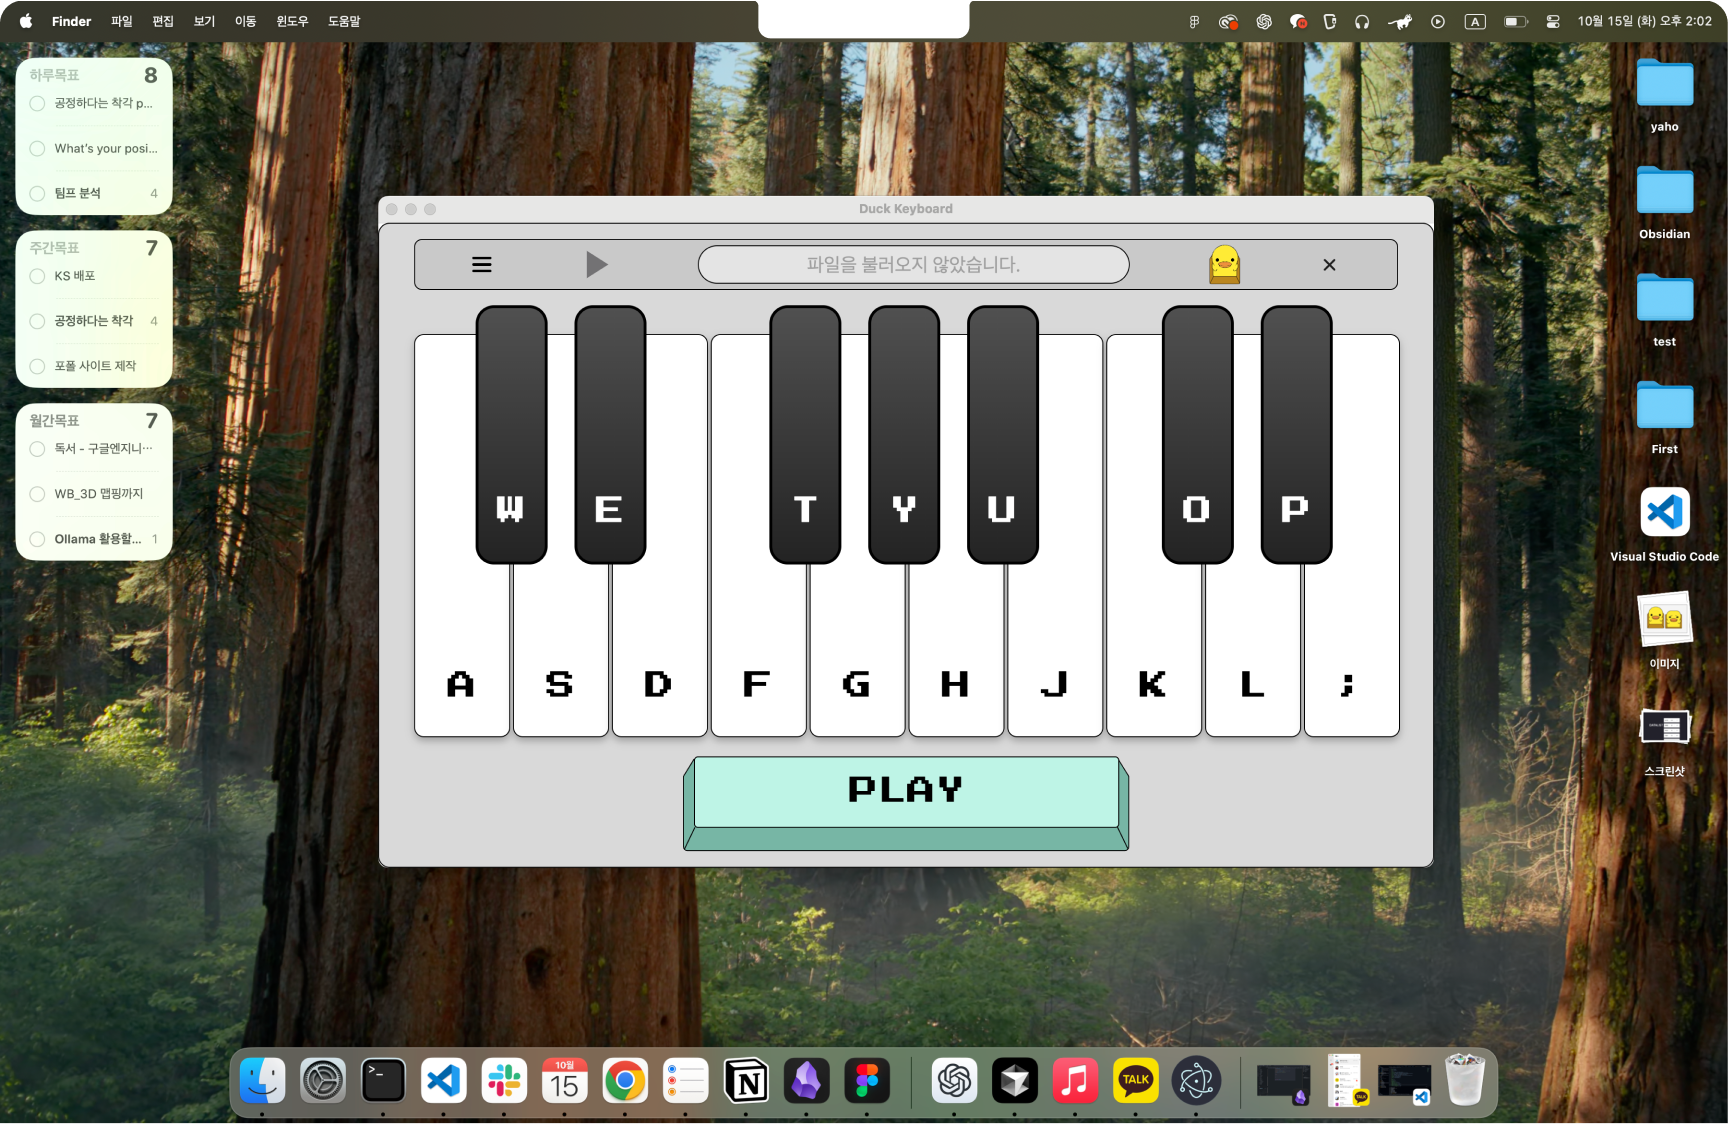 Finder 파일 편집 보기 이동 윈도우 도움말
A 10월 15일 (화) 오후 2:02
하루목표 8
공정하다는 착각 p...
What's your posi...
팀프 분석 4
주간목표 7
KS 배포
공정하다는 착각 4
포폴 사이트 제작
월간목표 7
독서 - 구글엔지니...
WB_3D 맵핑까지
Ollama 활용할... 1
Duck Keyboard
파일을 불러오지 않았습니다.
W E T Y U O P
A S D F G H J K L ;
PLAY
yaho
Obsidian
test
First
Visual Studio Code
이미지
스크린샷
>_
10월
15
N
TALK